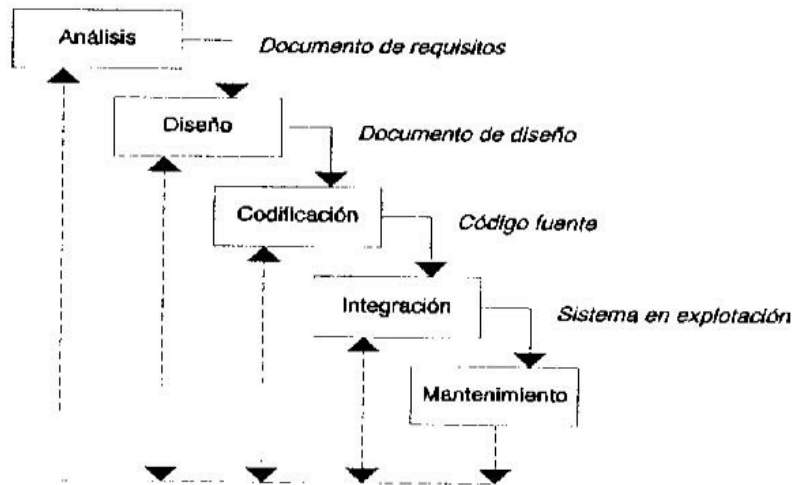 Análisis
Documento de requisitos
Diseño
Documento de diseño
Codificación
Código fuente
Integración
Sistema en explotación
Mantenimiento